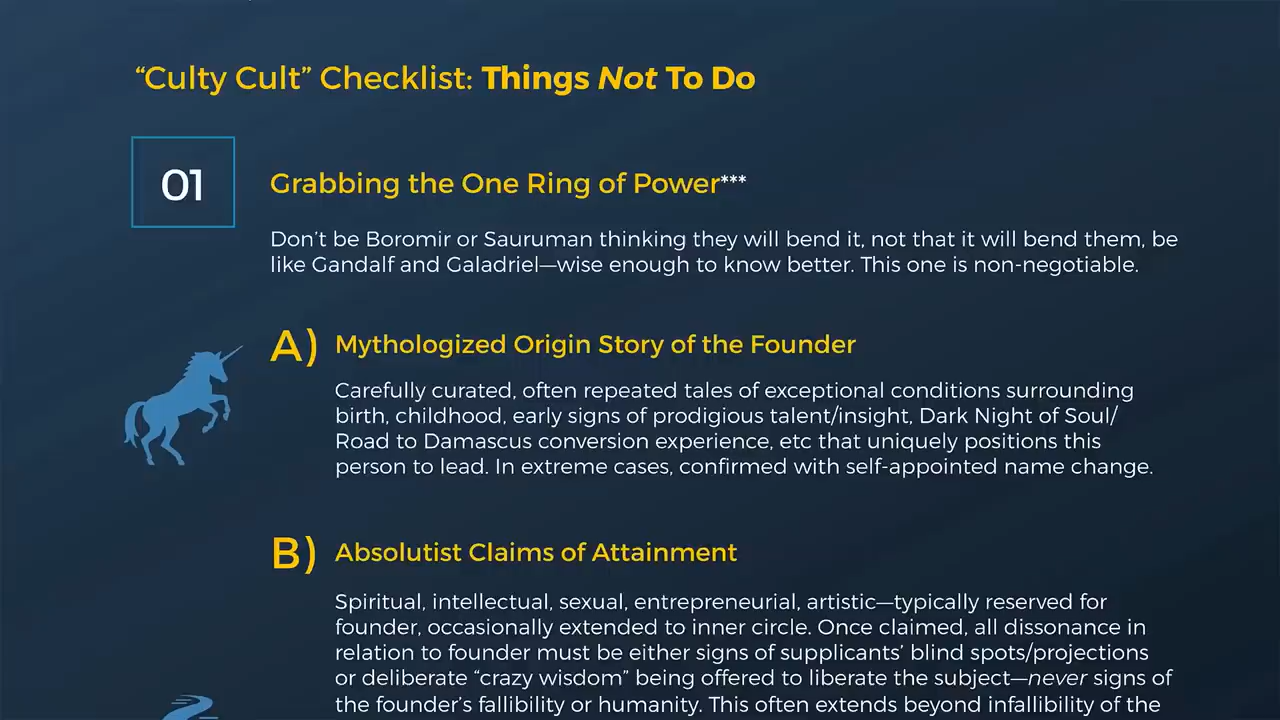 “Culty Cult” Checklist: Things Not To Do
01
Grabbing the One Ring of Power***
Don’t be Boromir or Sauruman thinking they will bend it, not that it will bend them, be
like Gandalf and Galadriel—wise enough to know better. This one is non-negotiable.
A) Mythologized Origin Story of the Founder
Carefully curated, often repeated tales of exceptional conditions surrounding
birth, childhood, early signs of prodigious talent/insight, Dark Night of Soul/
Road to Damascus conversion experience, etc that uniquely positions this
person to lead. In extreme cases, confirmed with self-appointed name change.
B) Absolutist Claims of Attainment
Spiritual, intellectual, sexual, entrepreneurial, artistic—typically reserved for
founder, occasionally extended to inner circle. Once claimed, all dissonance in
relation to founder must be either signs of supplicants’ blind spots/projections
or deliberate “crazy wisdom” being offered to liberate the subject—never signs of
the founder’s fallibility or humanity. This often extends beyond infallibility of the